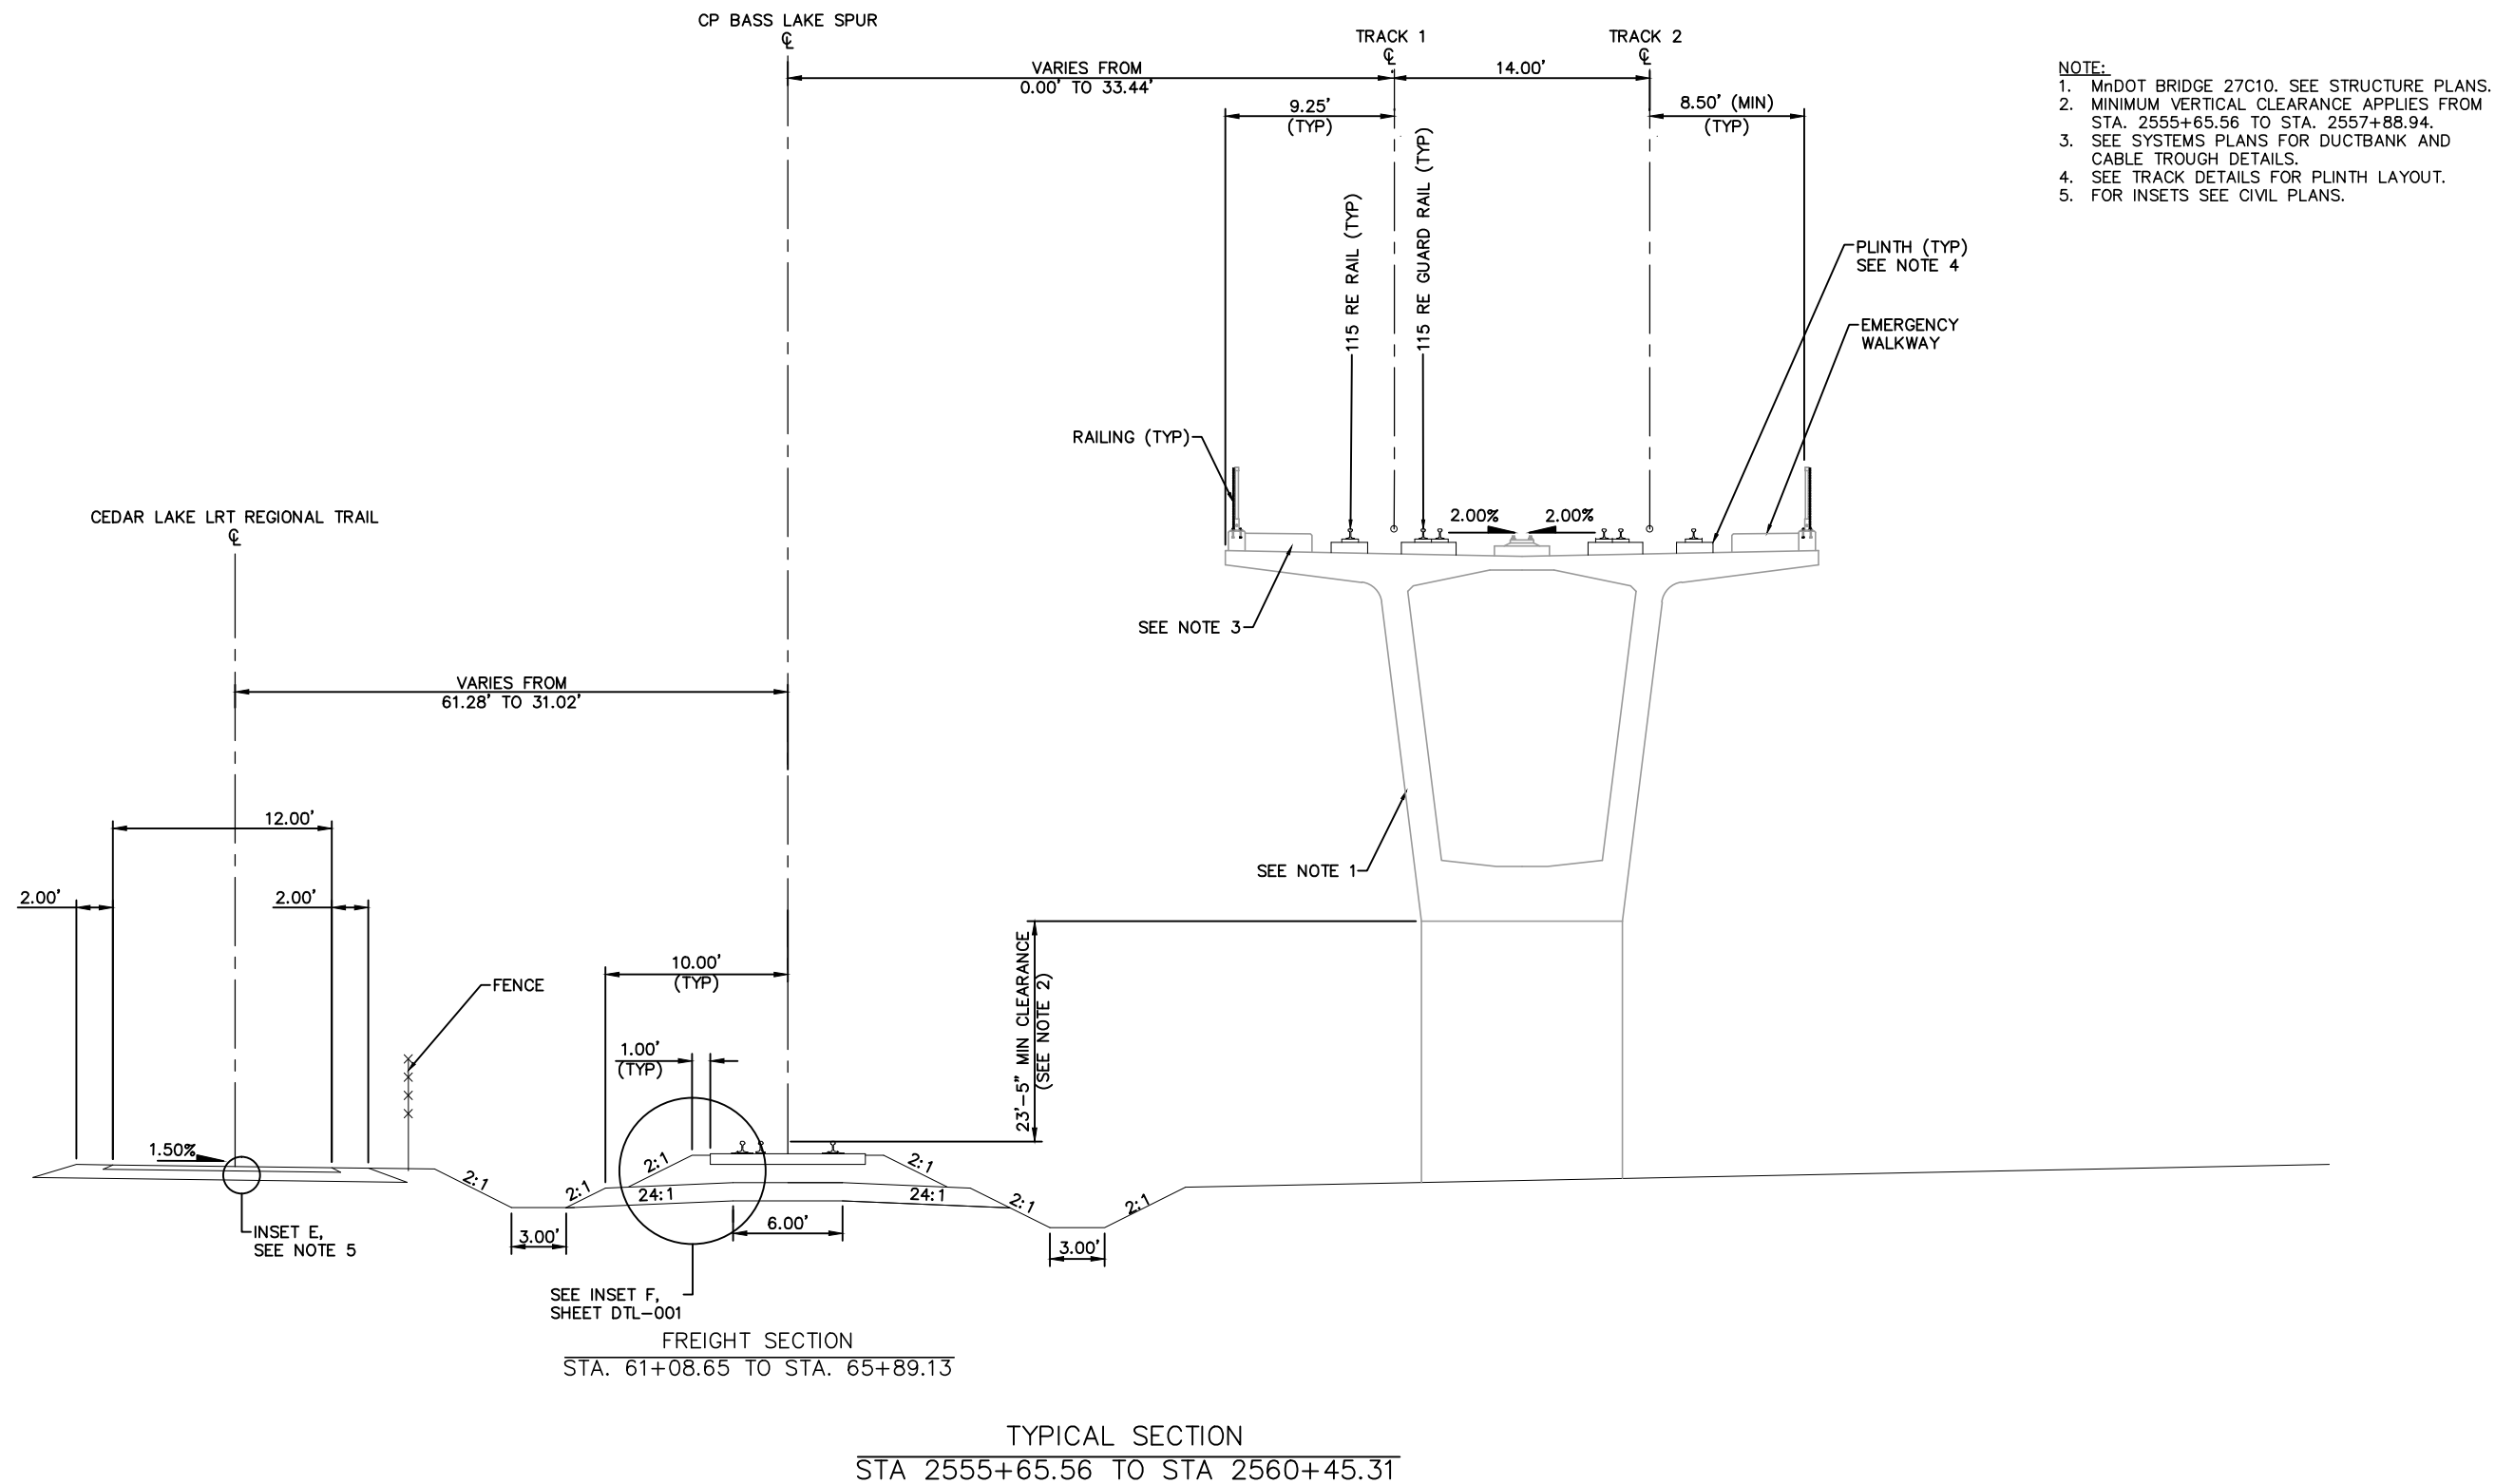 CP BASS LAKE SPUR
℄
TRACK 1
℄
TRACK 2
℄
VARIES FROM
0.00' TO 33.44'
14.00'
9.25'
(TYP)
8.50' (MIN)
(TYP)
NOTE:
1. MnDOT BRIDGE 27C10. SEE STRUCTURE PLANS.
2. MINIMUM VERTICAL CLEARANCE APPLIES FROM
STA. 2555+65.56 TO STA. 2557+88.94.
3. SEE SYSTEMS PLANS FOR DUCTBANK AND
CABLE TROUGH DETAILS.
4. SEE TRACK DETAILS FOR PLINTH LAYOUT.
5. FOR INSETS SEE CIVIL PLANS.
115 RE RAIL (TYP)
115 RE GUARD RAIL (TYP)
PLINTH (TYP)
SEE NOTE 4
EMERGENCY
WALKWAY
RAILING (TYP)
2.00%
2.00%
CEDAR LAKE LRT REGIONAL TRAIL
℄
SEE NOTE 3
VARIES FROM
61.28' TO 31.02'
12.00'
SEE NOTE 1
2.00'
2.00'
10.00'
(TYP)
FENCE
23'-5" MIN CLEARANCE
(SEE NOTE 2)
1.00'
(TYP)
1.50%
2:1
2:1
2:1
24:1
2:1
24:1
2:1
2:1
3.00'
6.00'
3.00'
INSET E,
SEE NOTE 5
SEE INSET F,
SHEET DTL-001
FREIGHT SECTION
STA. 61+08.65 TO STA. 65+89.13
TYPICAL SECTION
STA 2555+65.56 TO STA 2560+45.31